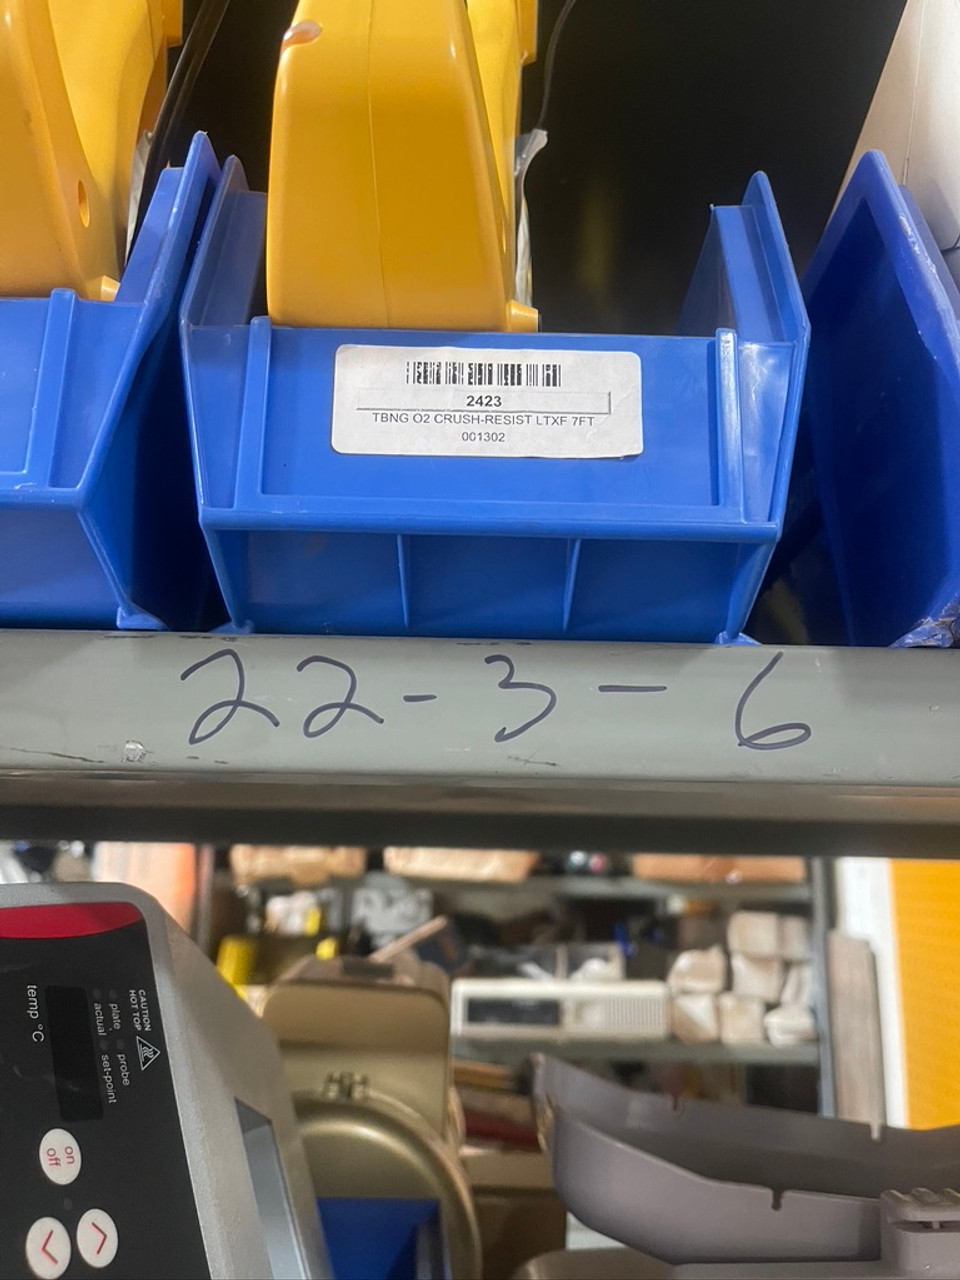 2423
TBNG O2 CRUSH-RESIST LTXF 7FT
001302
22-3-6
CAUTION
HOT TOP
plate
probe
actual
set-point
temp °C
on
off